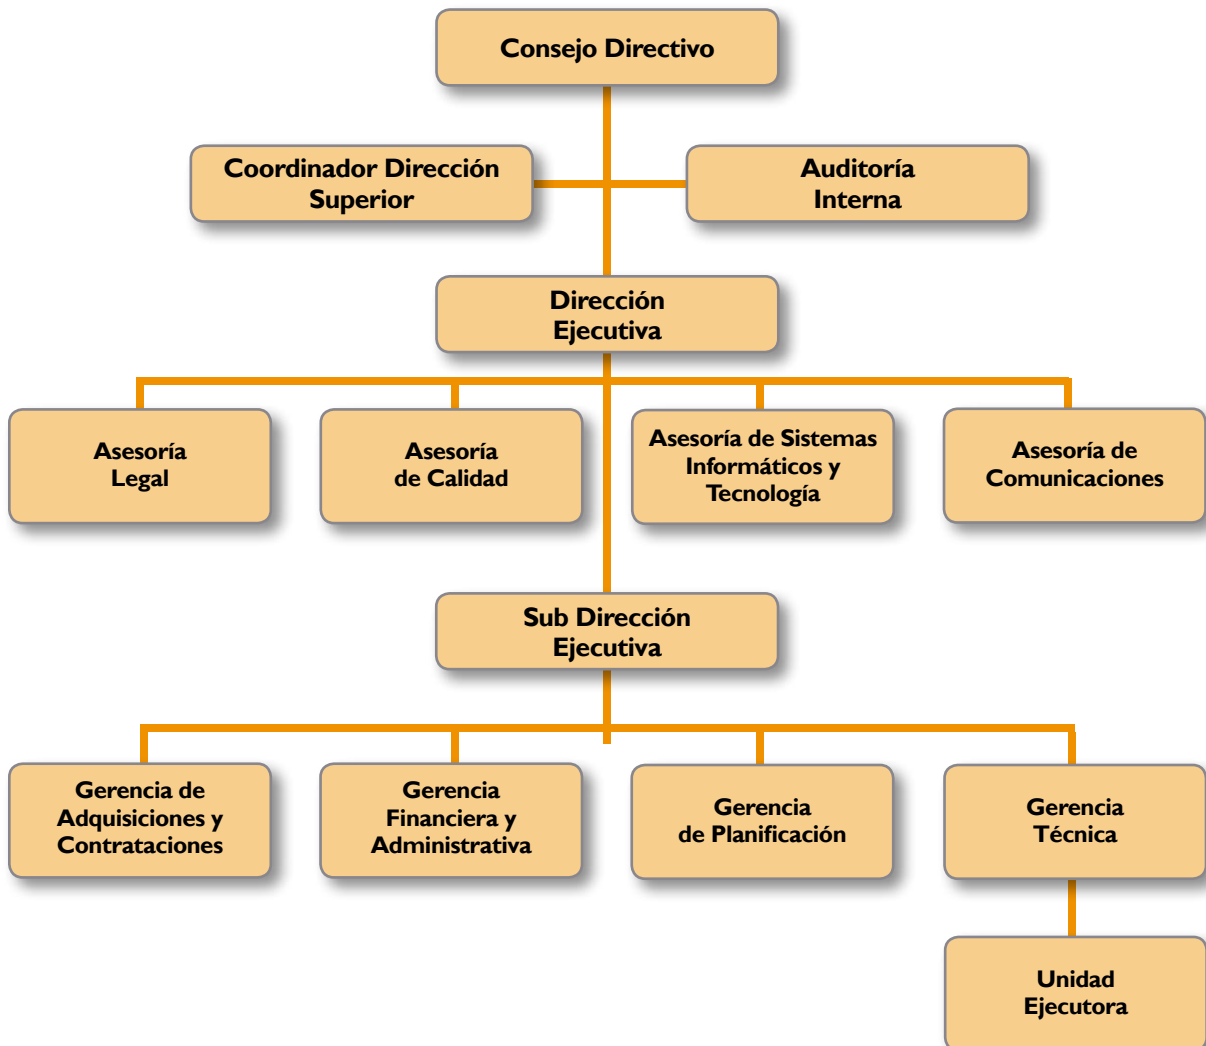 Consejo Directivo
Coordinador Dirección
Superior
Auditoría
Interna
Dirección
Ejecutiva
Asesoría
Legal
Asesoría
de Calidad
Asesoría de Sistemas
Informáticos y
Tecnología
Asesoría de
Comunicaciones
Sub Dirección
Ejecutiva
Gerencia de
Adquisiciones y
Contrataciones
Gerencia
Financiera y
Administrativa
Gerencia
de Planificación
Gerencia
Técnica
Unidad
Ejecutora